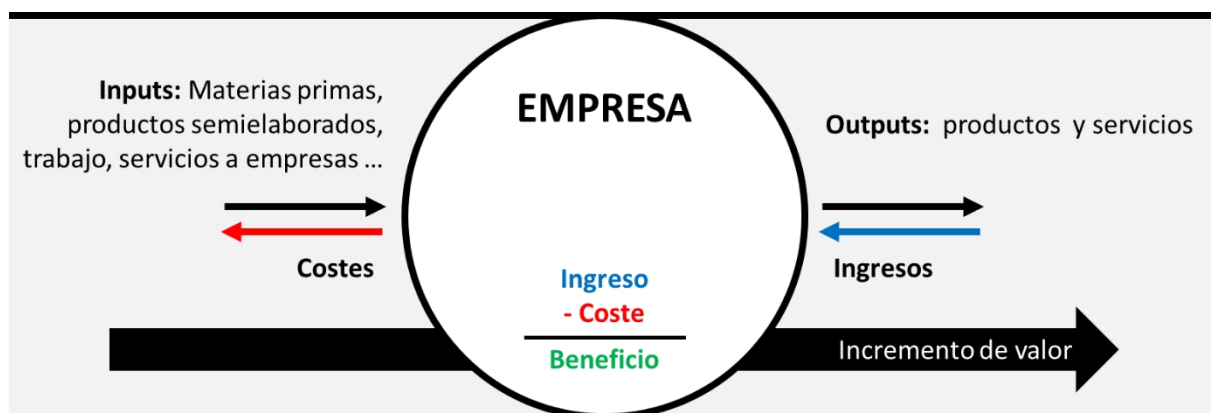 Inputs: Materias primas,
productos semielaborados,
trabajo, servicios a empresas ...
Costes
EMPRESA
Ingreso
- Coste
Beneficio
Outputs: productos y servicios
Ingresos
Incremento de valor